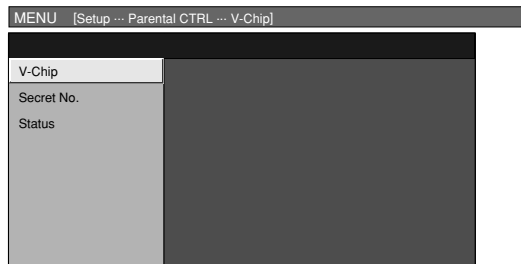 MENU [Setup ··· Parental CTRL ··· V-Chip]
V-Chip
Secret No.
Status